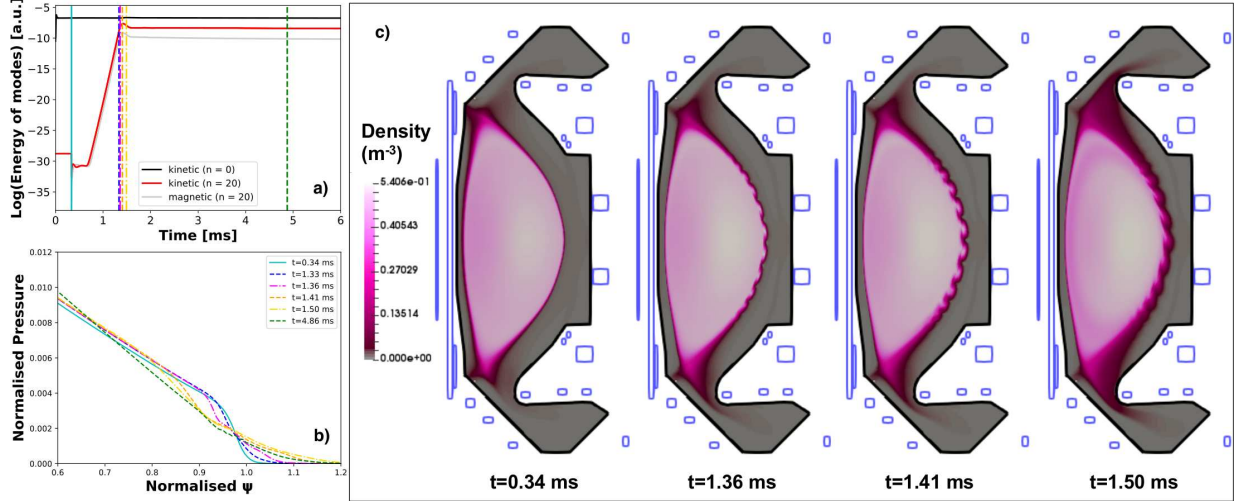 Log(Energy of modes) [a.u.]
−5
−10
−15
−20
−25
−30
−35
kinetic (n = 0)
kinetic (n = 20)
magnetic (n = 20)
a)
0 1 2 3 4 5 6
Time [ms]
Normalised Pressure
0.012
0.010
0.008
0.006
0.004
0.002
0.000
t=0.34 ms
t=1.33 ms
t=1.36 ms
t=1.41 ms
t=1.50 ms
t=4.86 ms
b)
0.6 0.7 0.8 0.9 1.0 1.1 1.2
Normalised ψ
c)
Density
(m-3)
5.406e-01
0.40543
0.27029
0.13514
0.000e+00
t=0.34 ms t=1.36 ms t=1.41 ms t=1.50 ms